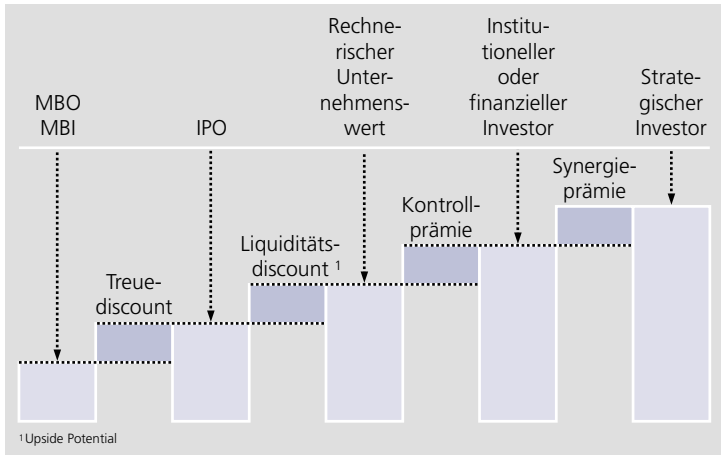 MBO
MBI
IPO
Rechne-
rischer
Unter-
nehmens-
wert
Institu-
tioneller
oder
finanzieller
Investor
Strate-
gischer
Investor
Treue-
discount
Liquiditäts-
discount ¹
Kontroll-
prämie
Synergie-
prämie
¹ Upside Potential